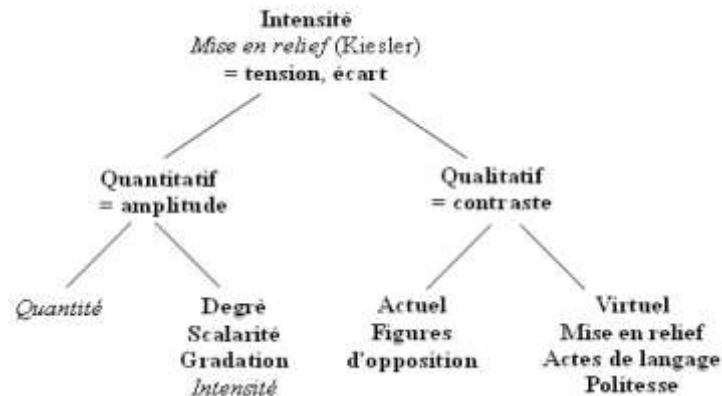 Intensité
Mise en relief (Kiesler)
= tension, écart
Quantitatif
= amplitude
Qualitatif
= contraste
Quantité
Degré
Scalarité
Gradation
Intensité
Actuel
Figures
d'opposition
Virtuel
Mise en relief
Actes de langage
Politesse